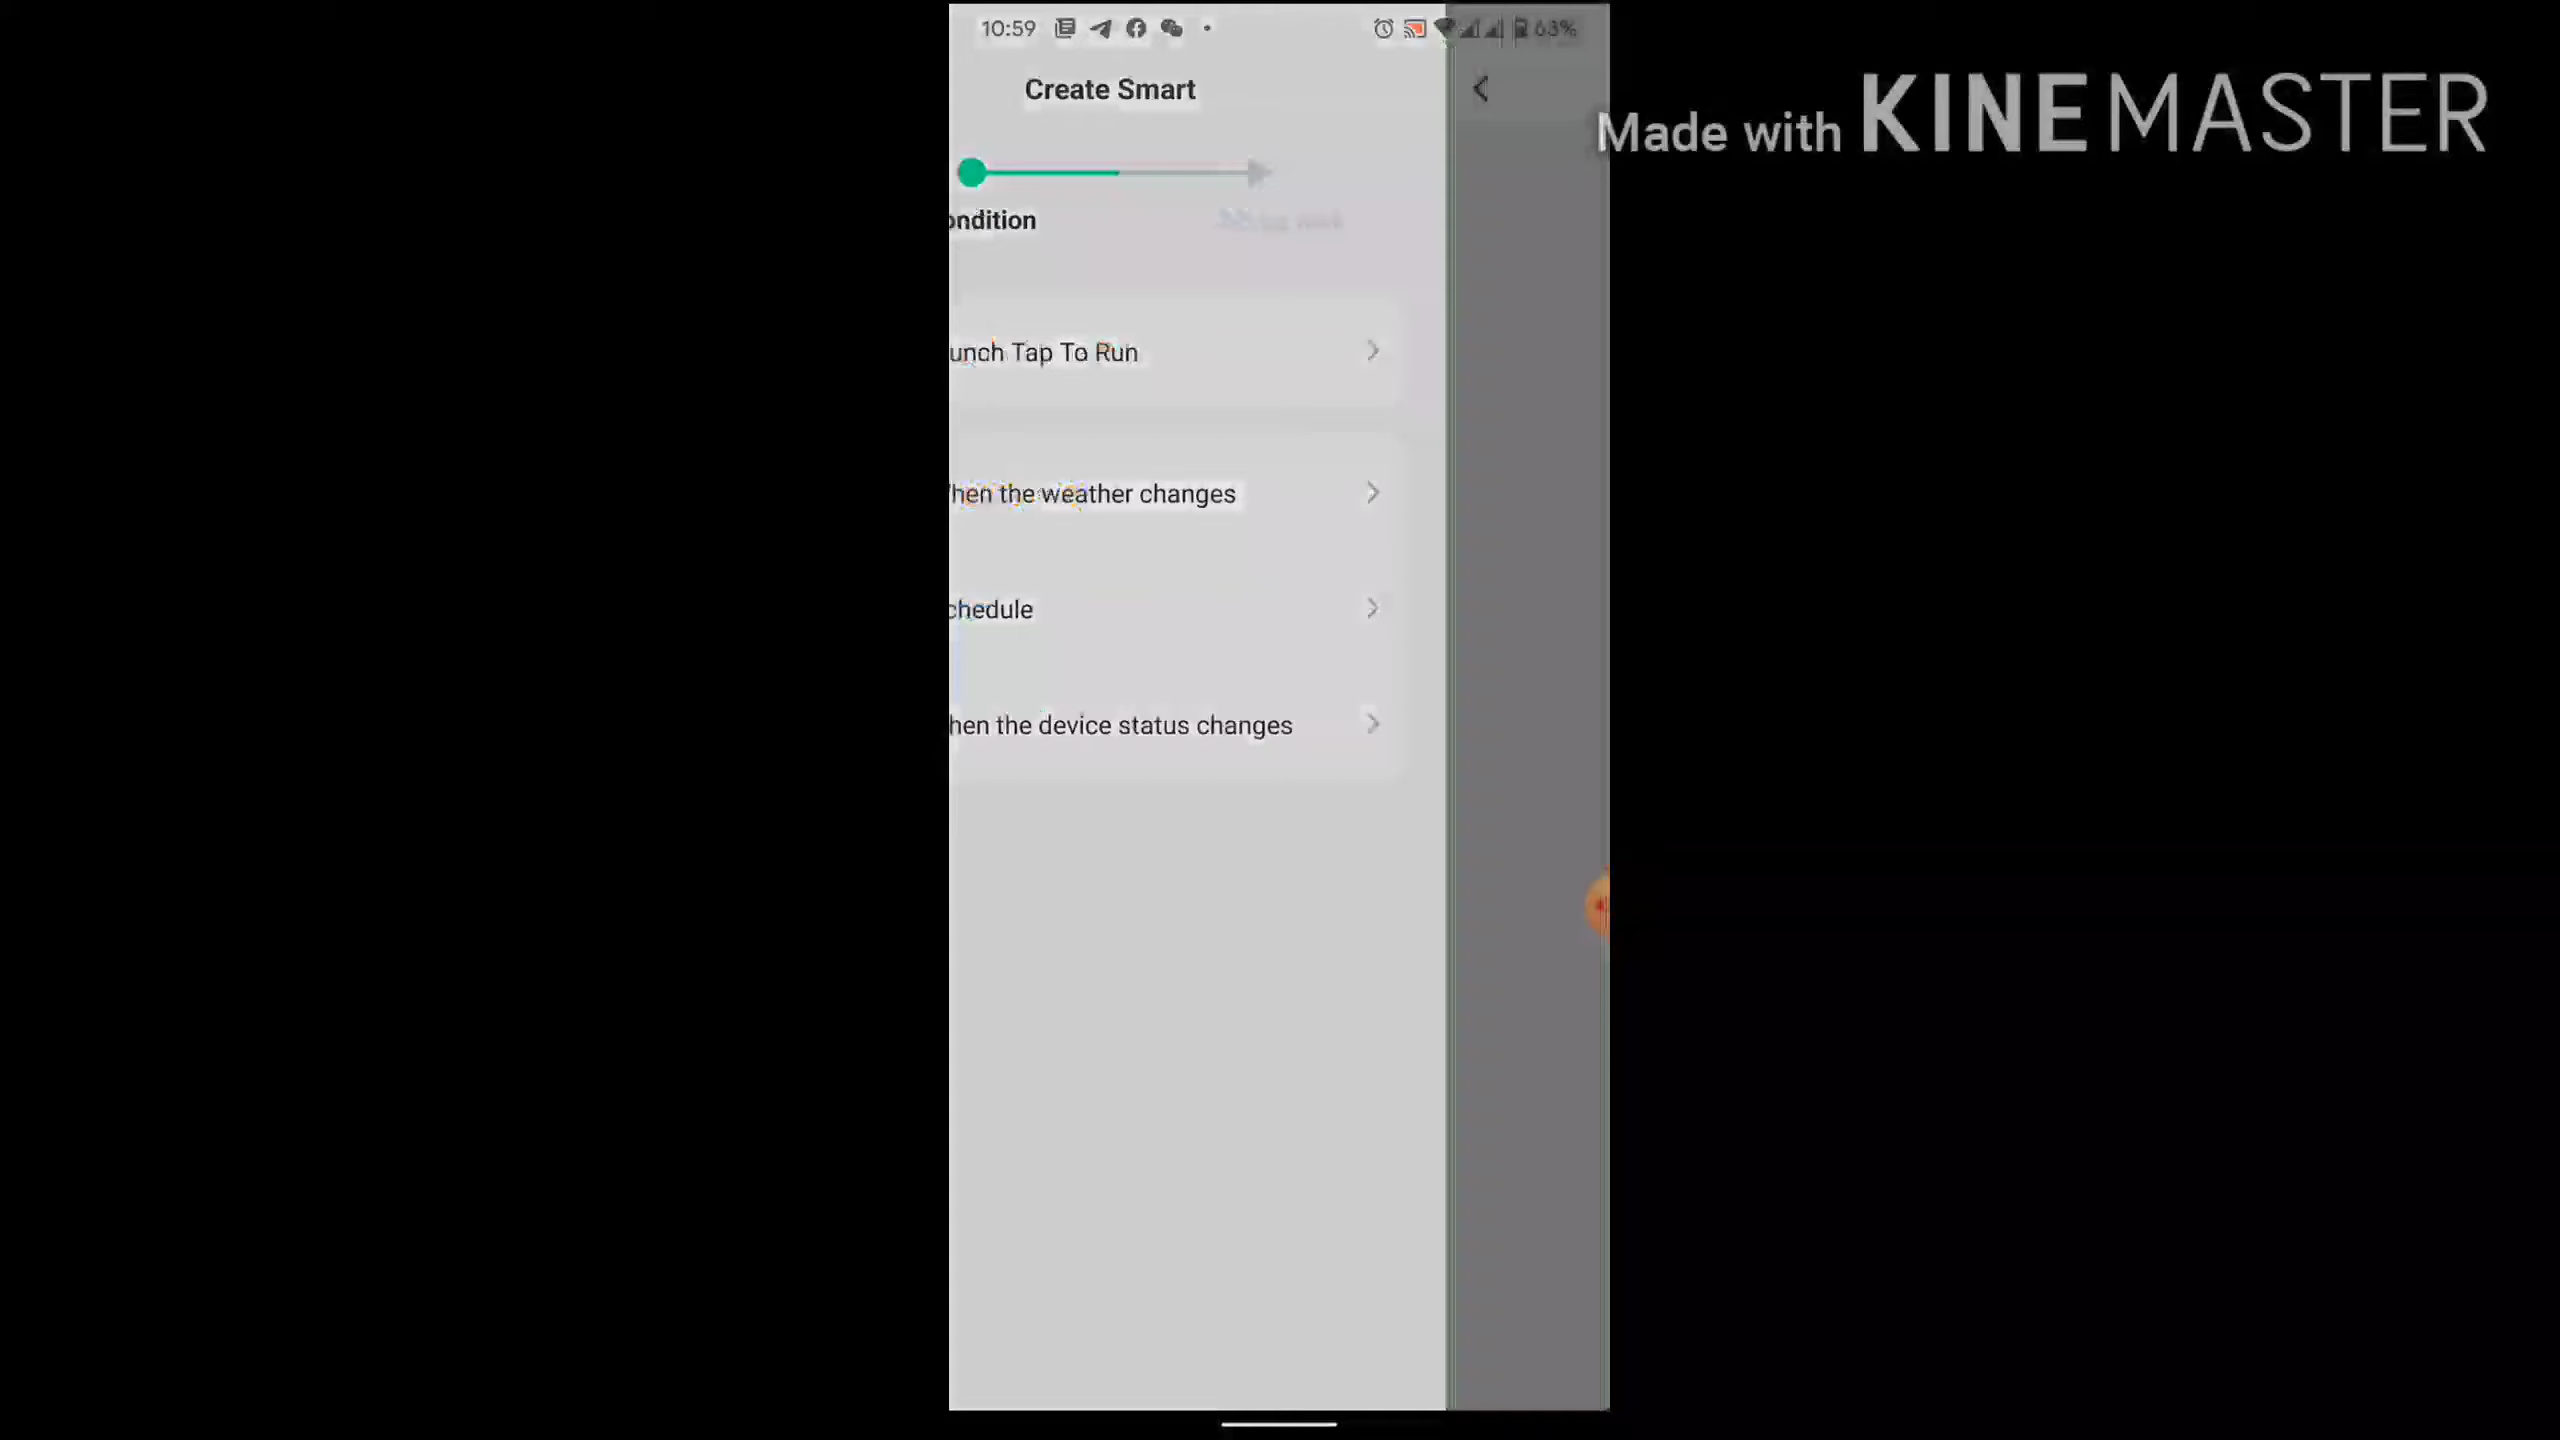 10:59
63%
Create Smart
Made with KINEMASTER
ondition
unch Tap To Run
hen the weather changes
chedule
hen the device status changes